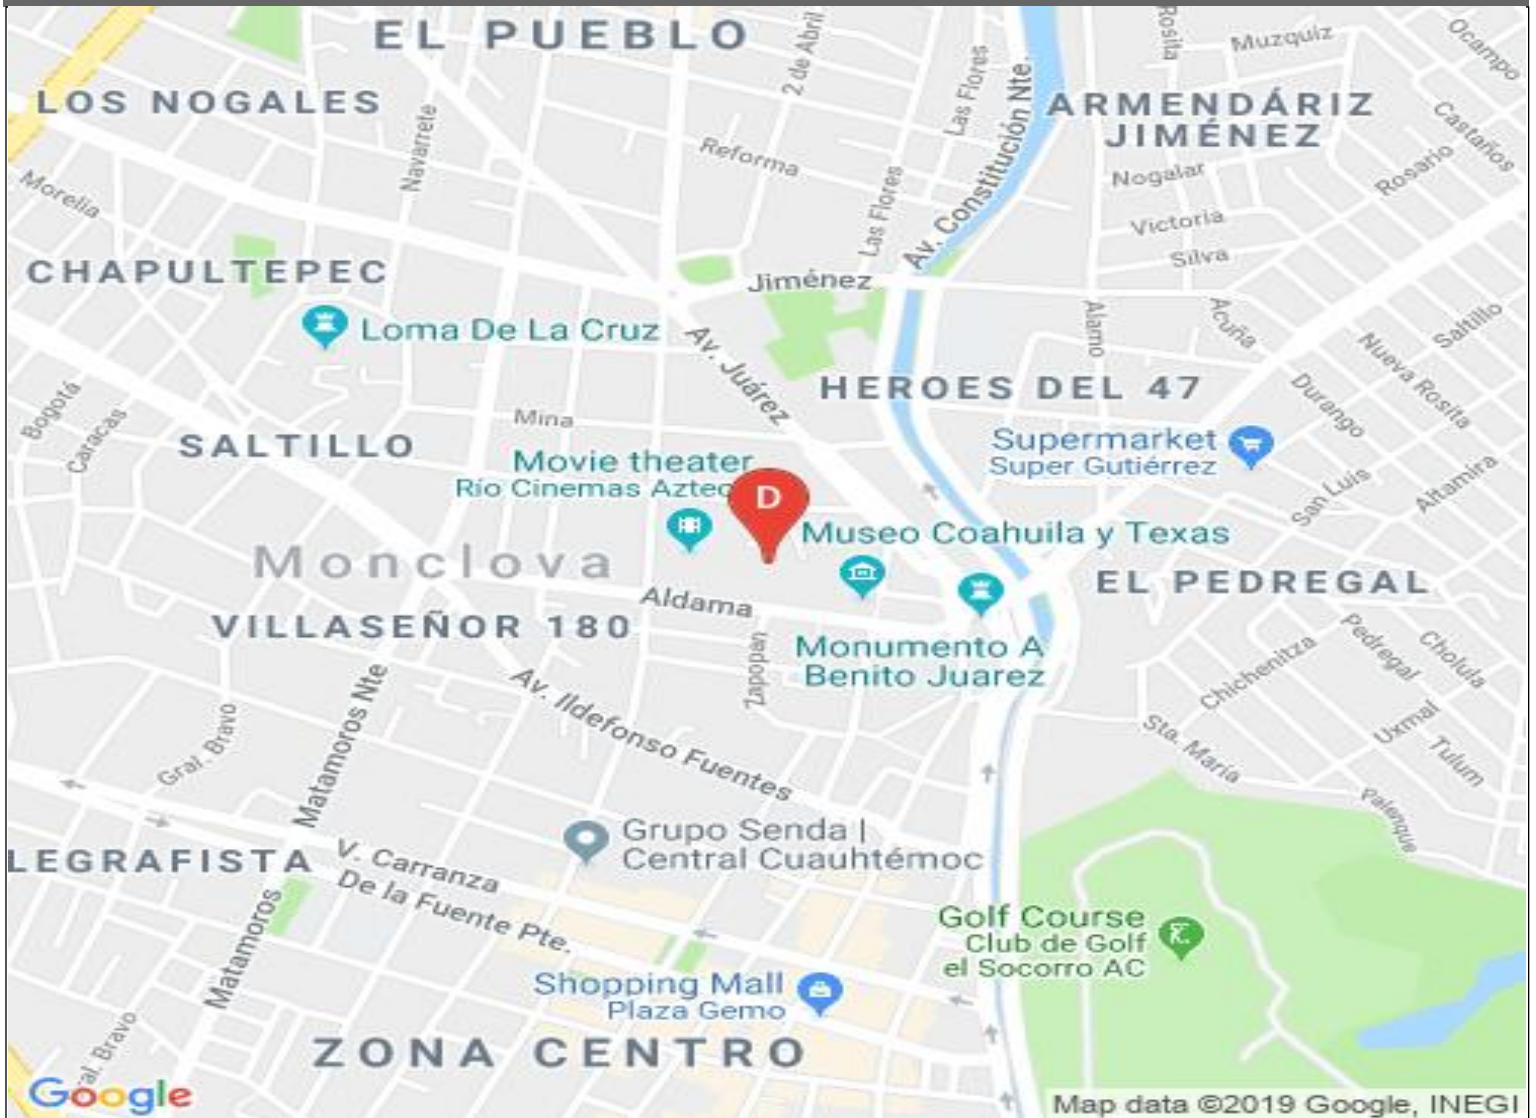 EL PUEBLO
2 de Abril
Rosita
Muzquiz
Ocampo
LOS NOGALES
Navarrete
Las Flores
Av. Constitución Nte.
ARMENDÁRIZ
JIMÉNEZ
Castaños
Reforma
Morelia
Las Flores
Nogalar
Rosario
Victoria
Silva
CHAPULTEPEC
Jiménez
Loma De La Cruz
Av. Juárez
Alamo
Acuña
Saltillo
Nueva Rosita
HEROES DEL 47
Durango
Bogotá
Caracas
Mina
SALTILLO
Supermarket
Super Gutiérrez
Movie theater
Río Cinemas Aztec
D
San Luis
Altamira
Museo Coahuila y Texas
Monclova
EL PEDREGAL
Aldama
VILLASEÑOR 180
Zapopan
Monumento A
Benito Juarez
Chichenitza
Pedregal
Cholula
Matamoros Nte
Av. Ildefonso Fuentes
Gral. Bravo
Sta. María
Uxmal
Tulum
Palenque
Grupo Senda |
Central Cuauhtémoc
LEGRAFISTA
V. Carranza
De la Fuente Pte.
Matamoros
Golf Course
Club de Golf
el Socorro AC
Shopping Mall
Plaza Gemo
ZONA CENTRO
ral. Bravo
Google
Map data ©2019 Google, INEGI